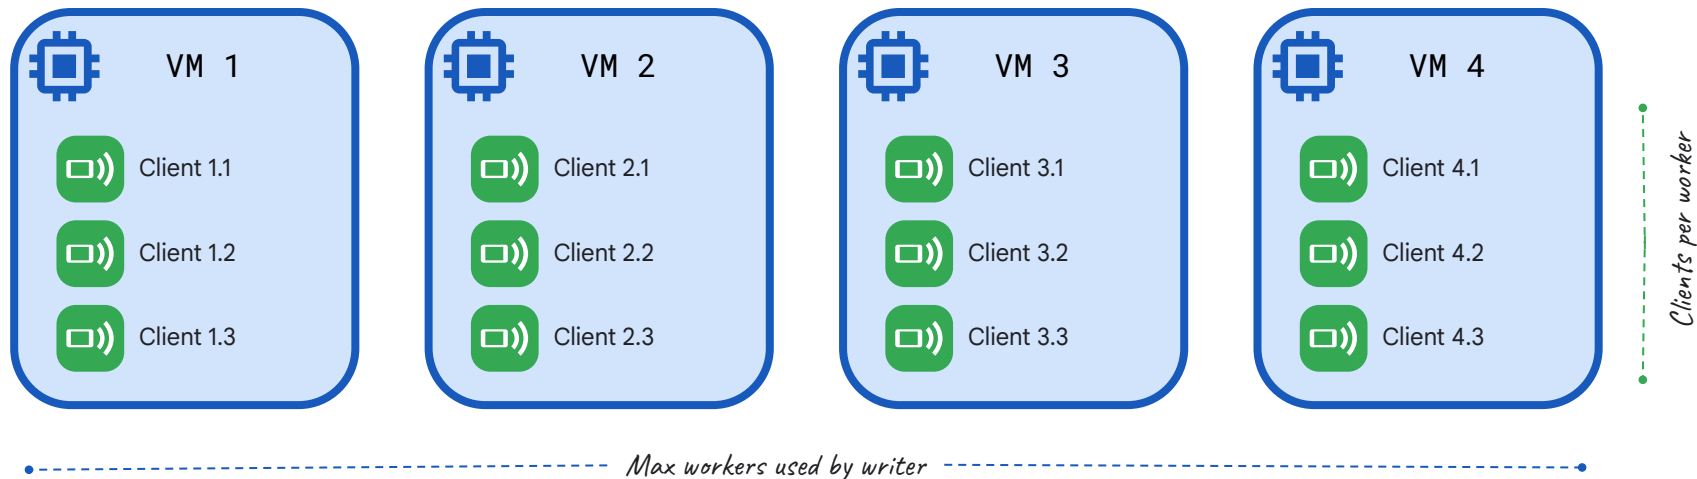 VM 1
Client 1.1
Client 1.2
Client 1.3
VM 2
Client 2.1
Client 2.2
Client 2.3
VM 3
Client 3.1
Client 3.2
Client 3.3
VM 4
Client 4.1
Client 4.2
Client 4.3
Clients per worker
Max workers used by writer